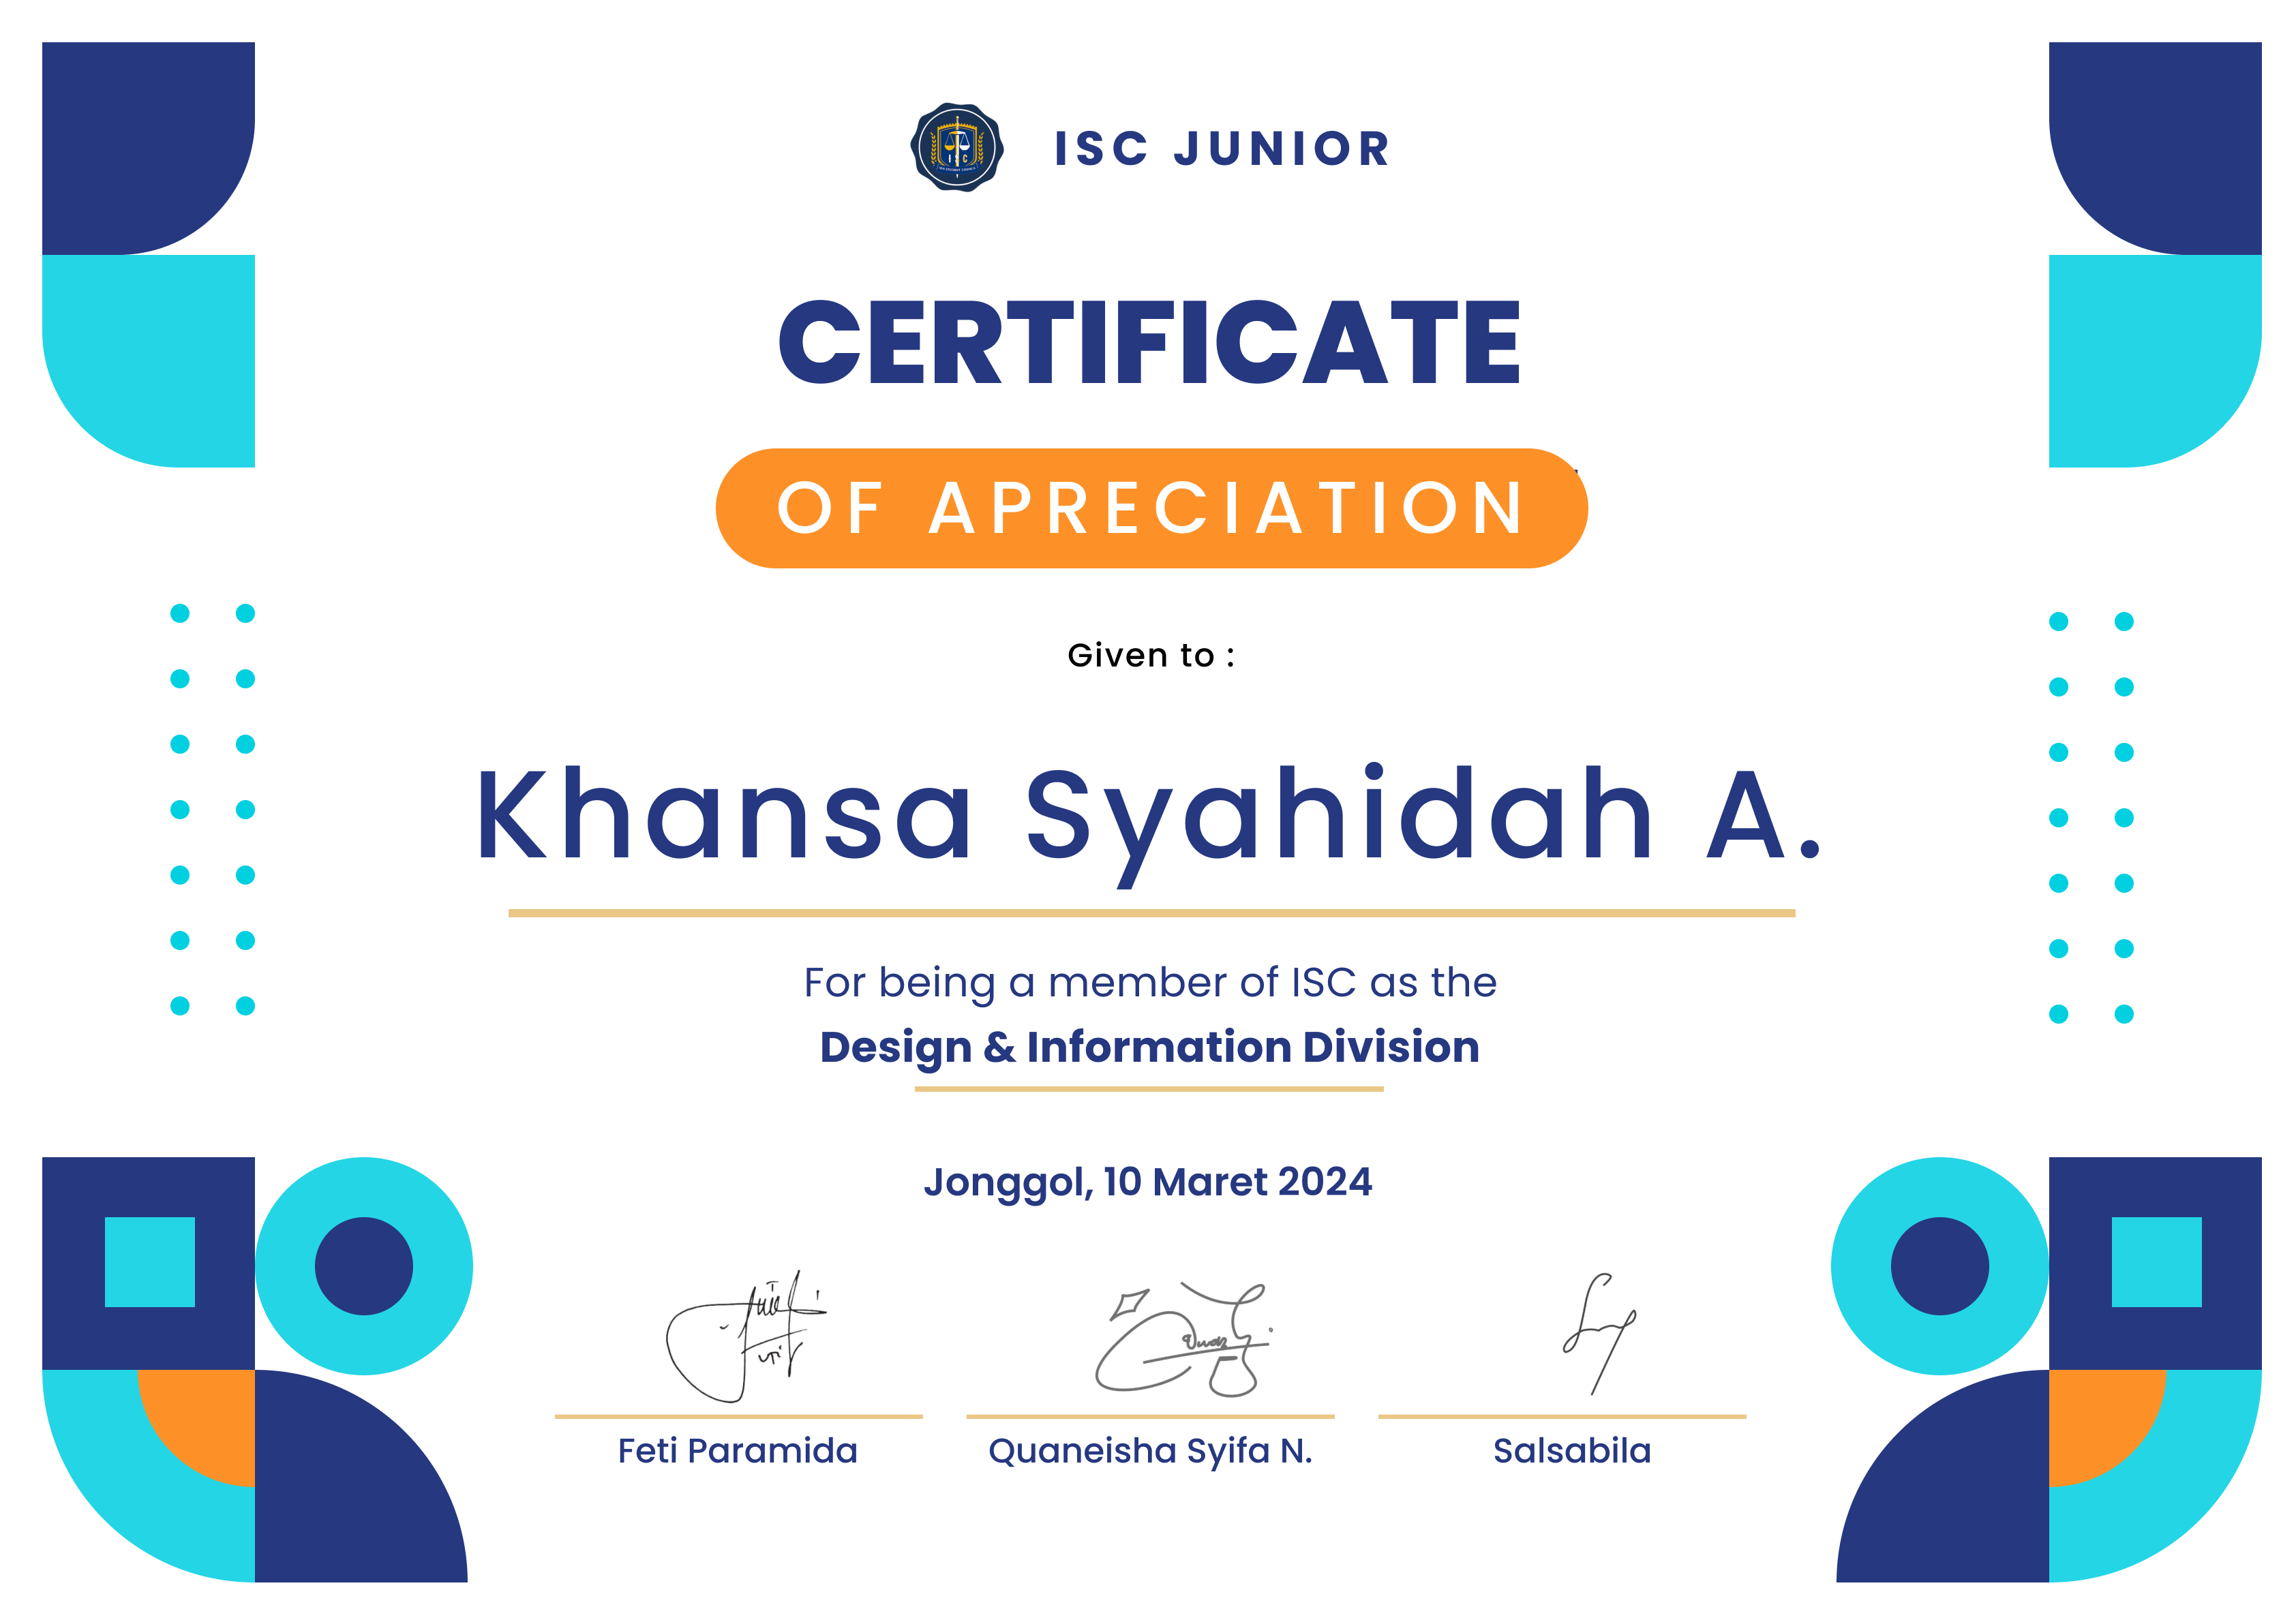 ISC JUNIOR
ISC
CERTIFICATE
OF APRECIATION
Given to :
Khansa Syahidah A.
For being a member of ISC as the
Design & Information Division
Jonggol, 10 Maret 2024
Feti Paramida
Quaneisha Syifa N.
Salsabila